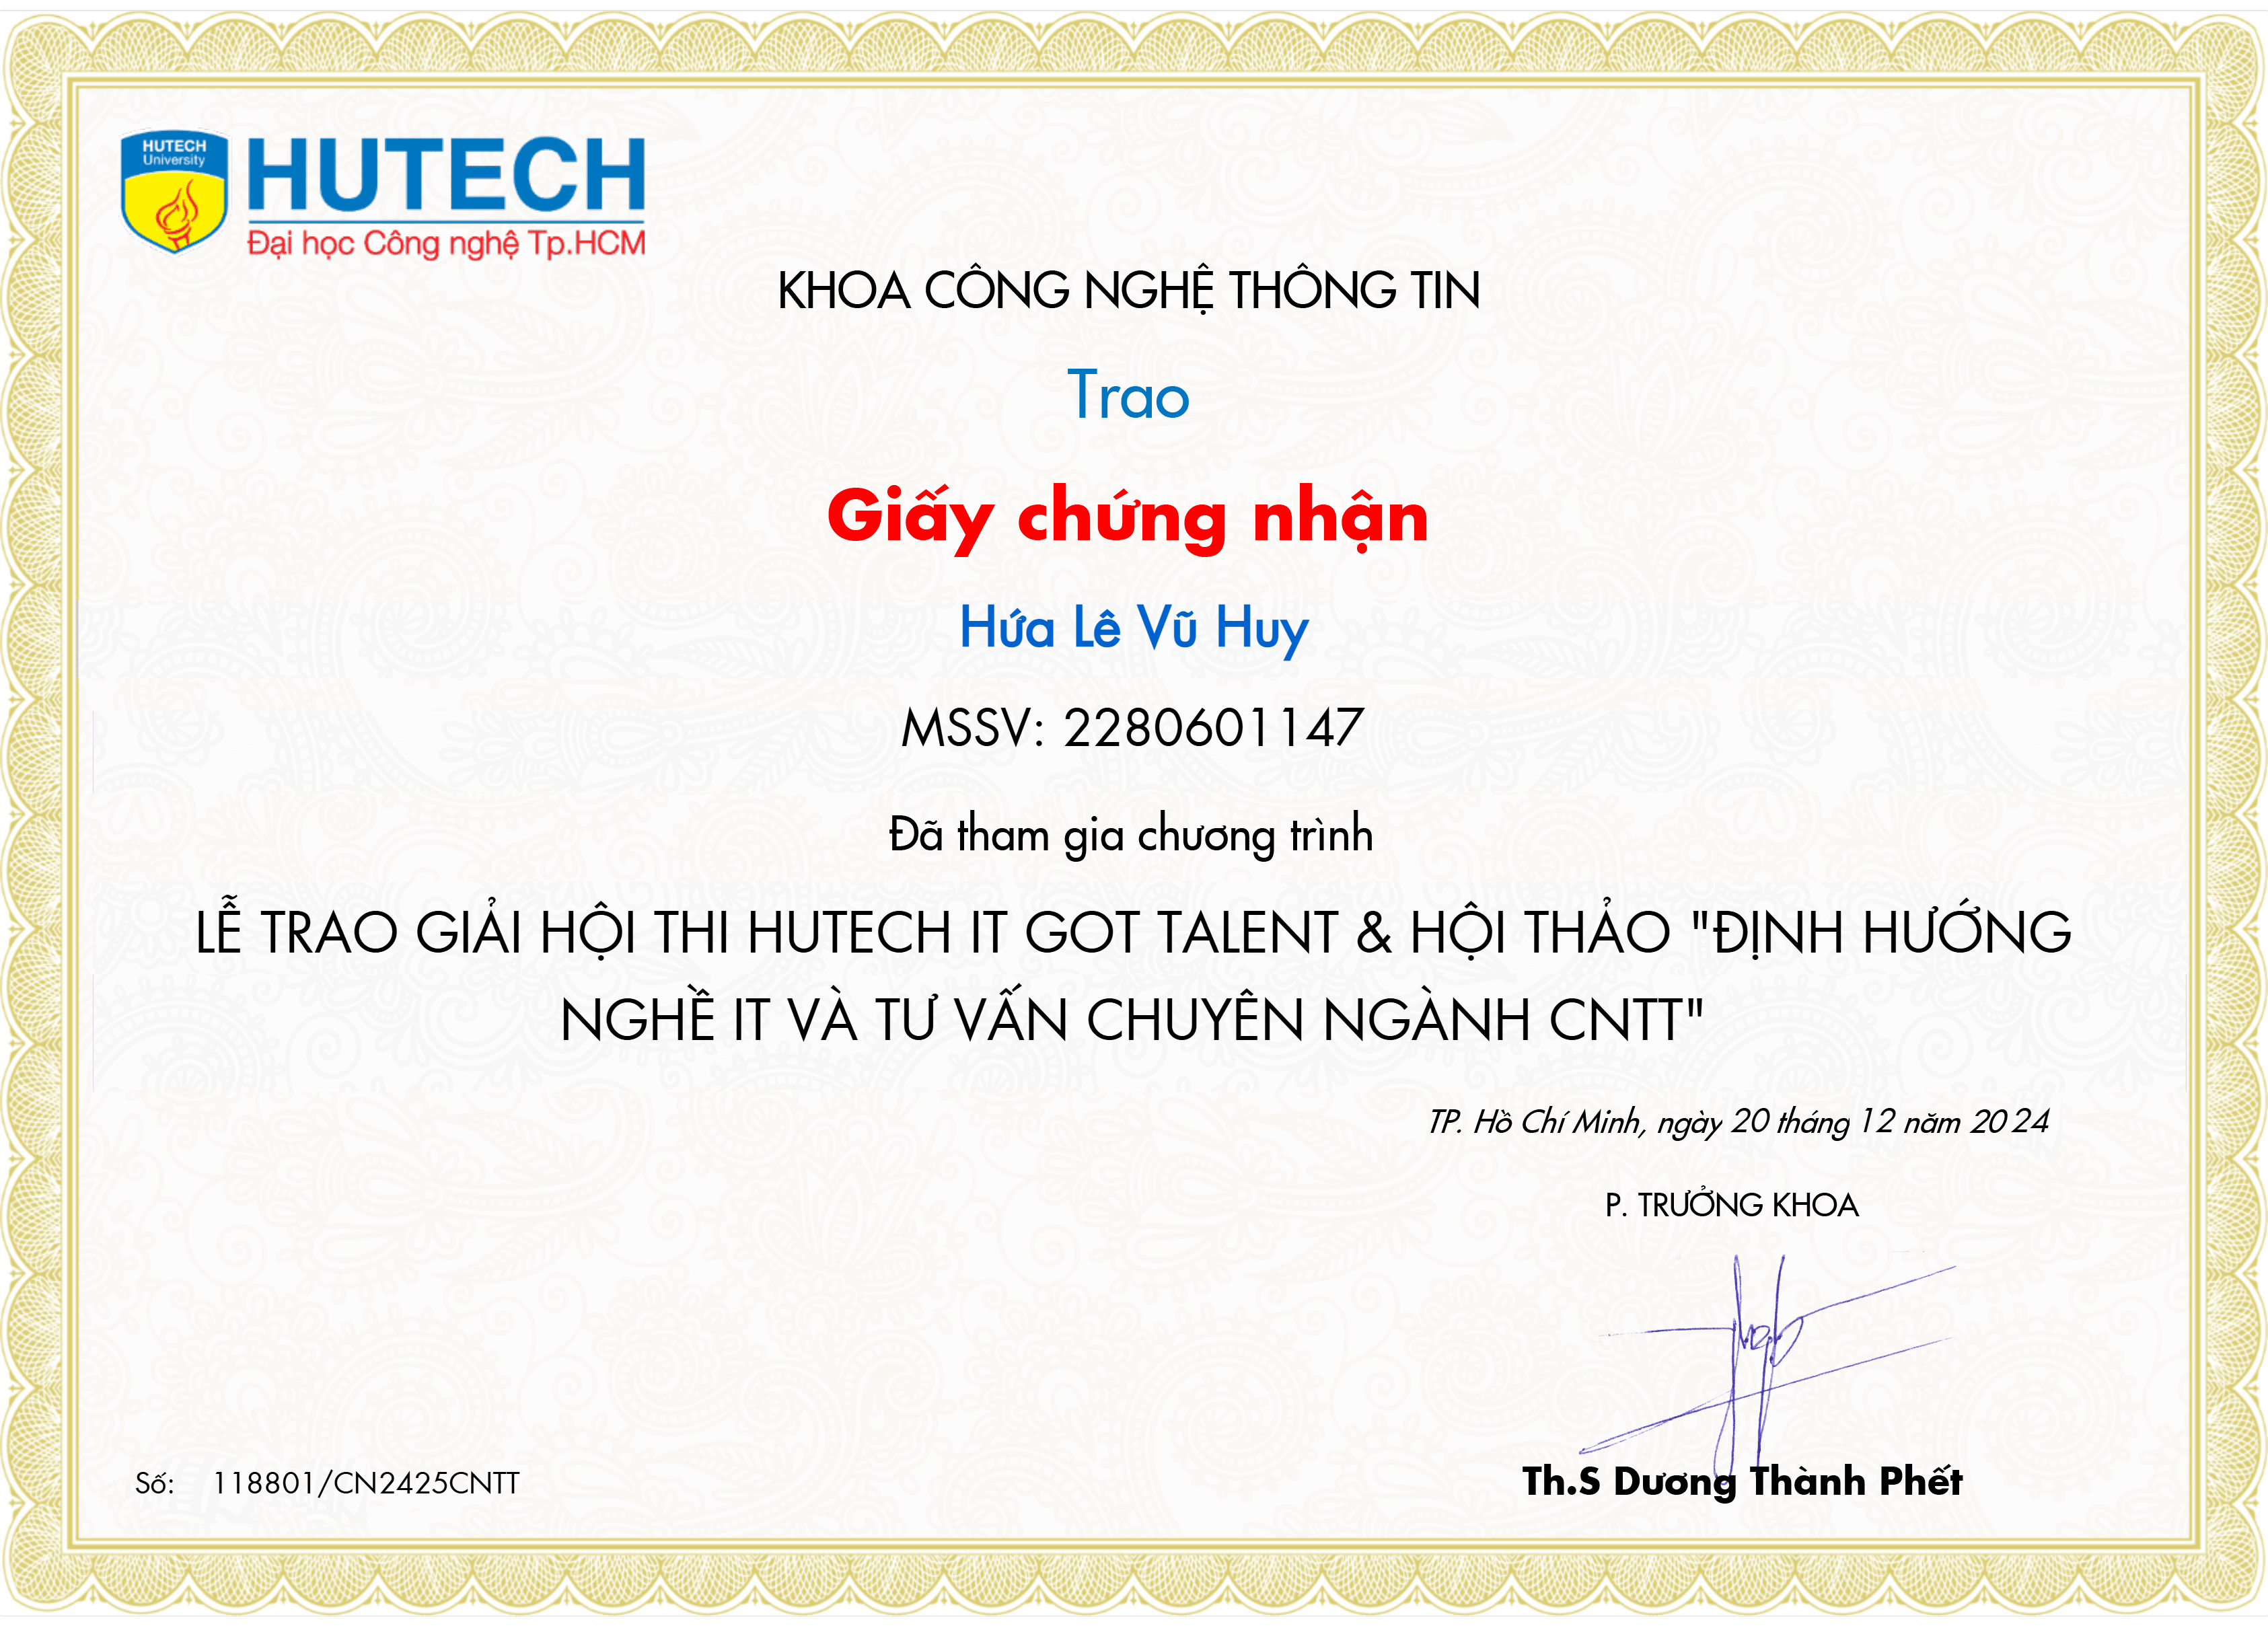 HUTECH
University
HUTECH
Đại học Công nghệ Tp.HCM
KHOA CÔNG NGHỆ THÔNG TIN
Trao
Giấy chứng nhận
Hứa Lê Vũ Huy
MSSV: 2280601147
Đã tham gia chương trình
LỄ TRAO GIẢI HỘI THI HUTECH IT GOT TALENT & HỘI THẢO "ĐỊNH HƯỚNG
NGHỀ IT VÀ TƯ VẤN CHUYÊN NGÀNH CNTT"
TP. Hồ Chí Minh, ngày 20 tháng 12 năm 2024
P. TRƯỞNG KHOA
Th.S Dương Thành Phết
Số: 118801/CN2425CNTT